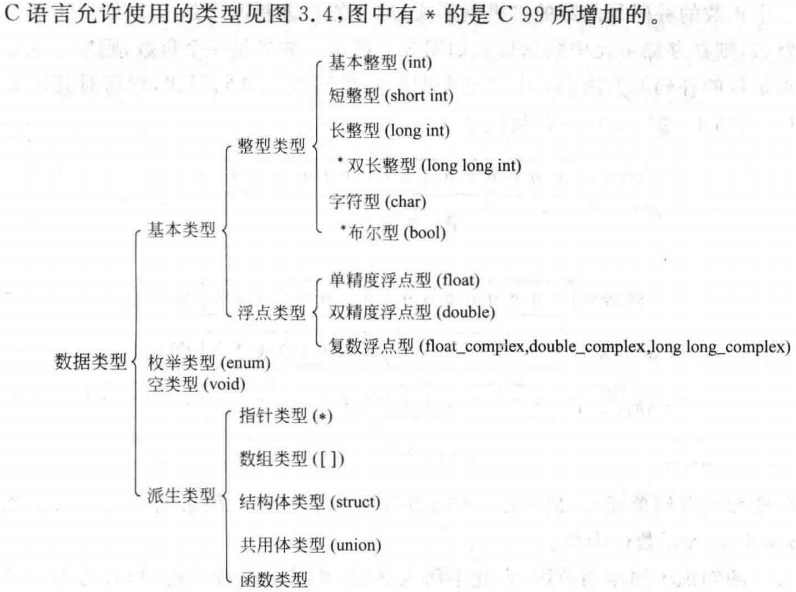 C语言允许使用的类型见图3.4,图中有*的是C 99所增加的。
基本整型(int)
短整型(short int)
长整型(long int)
整型类型
*双长整型(long long int)
字符型(char)
基本类型
*布尔型(bool)
单精度浮点型(float)
浮点类型
双精度浮点型(double)
复数浮点型(float_complex,double_complex,long long_complex)
数据类型
枚举类型(enum)
空类型(void)
指针类型(*)
数组类型([ ])
派生类型
结构体类型(struct)
共用体类型(union)
函数类型